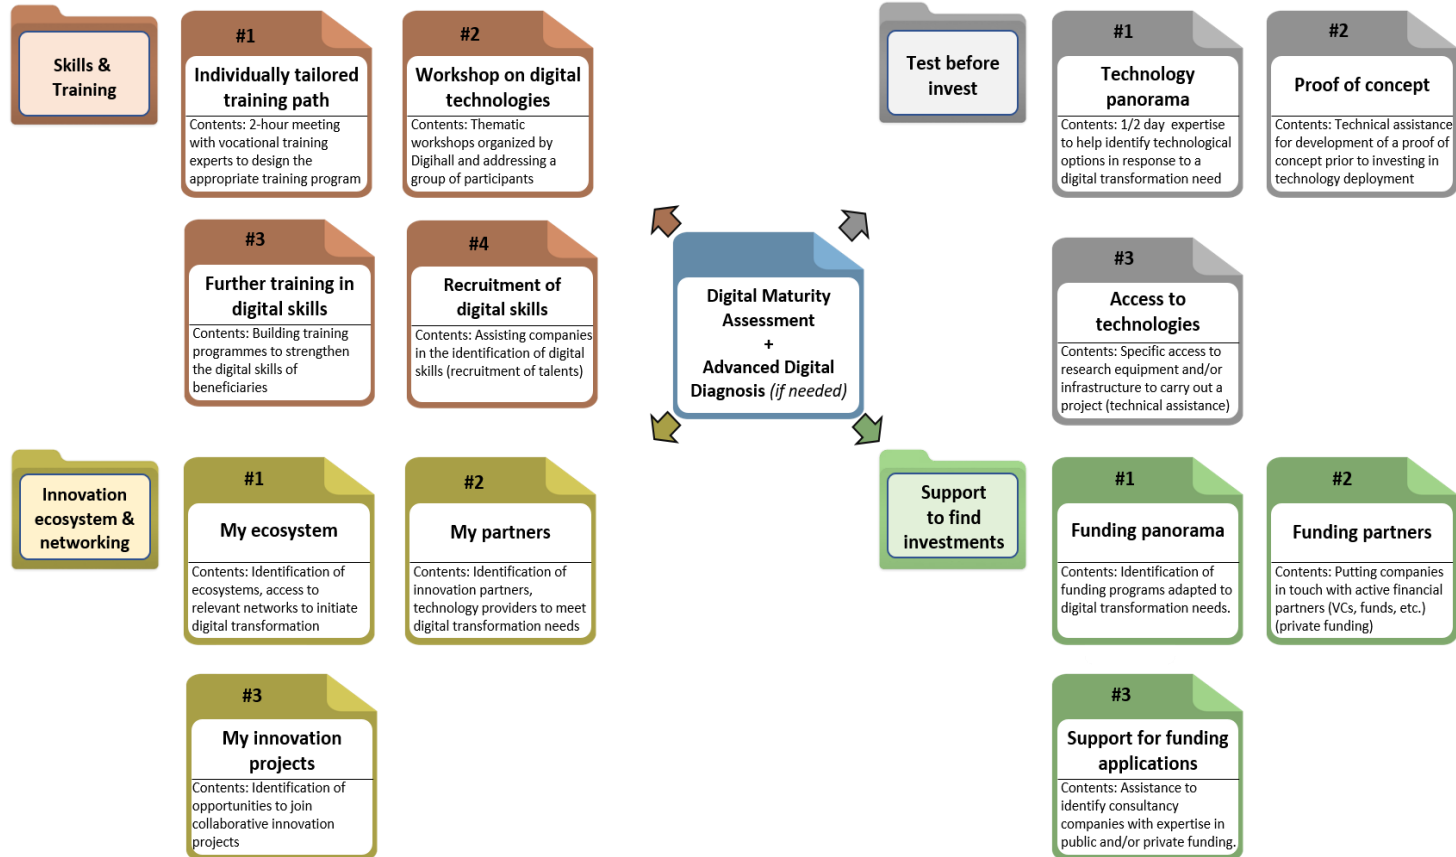 Skills &
Training
#1
Individually tailored
training path
Contents: 2-hour meeting
with vocational training
experts to design the
appropriate training program
#2
Workshop on digital
technologies
Contents: Thematic
workshops organized by
Digihall and addressing a
group of participants
#3
Further training in
digital skills
Contents: Building training
programmes to strengthen
the digital skills of
beneficiaries
#4
Recruitment of
digital skills
Contents: Assisting companies
in the identification of digital
skills (recruitment of talents)
Test before
invest
#1
Technology
panorama
Contents: 1/2 day expertise
to help identify technological
options in response to a
digital transformation need
#2
Proof of concept
Contents: Technical assistance
for development of a proof of
concept prior to investing in
technology deployment
#3
Access to
technologies
Contents: Specific access to
research equipment and/or
infrastructure to carry out a
project (technical assistance)
Digital Maturity
Assessment
+
Advanced Digital
Diagnosis (if needed)
Innovation
ecosystem &
networking
#1
My ecosystem
Contents: Identification of
ecosystems, access to
relevant networks to initiate
digital transformation
#2
My partners
Contents: Identification of
innovation partners,
technology providers to meet
digital transformation needs
#3
My innovation
projects
Contents: Identification of
opportunities to join
collaborative innovation
projects
Support
to find
investments
#1
Funding panorama
Contents: Identification of
funding programs adapted to
digital transformation needs.
#2
Funding partners
Contents: Putting companies
in touch with active financial
partners (VCs, funds, etc.)
(private funding)
#3
Support for funding
applications
Contents: Assistance to
identify consultancy
companies with expertise in
public and/or private funding.